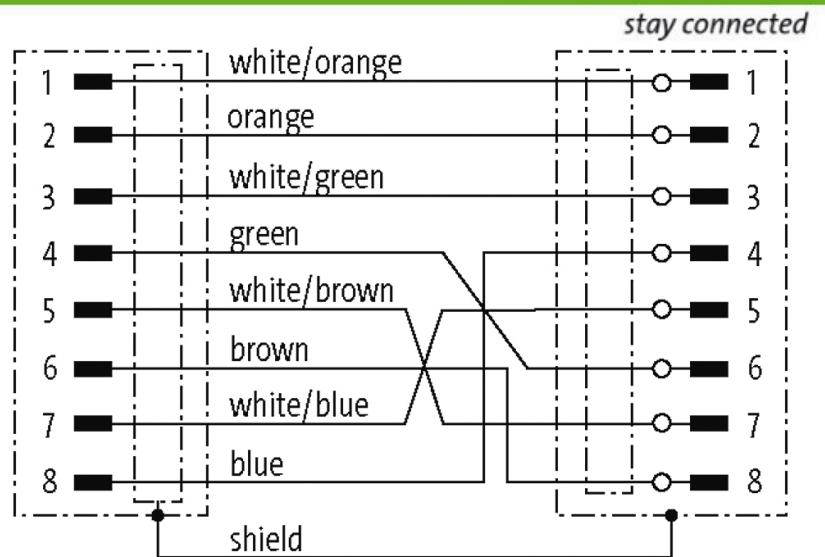 stay connected
1 white/orange 1
2 orange 2
3 white/green 3
4 green 4
5 white/brown 5
6 brown 6
7 white/blue 7
8 blue 8
shield